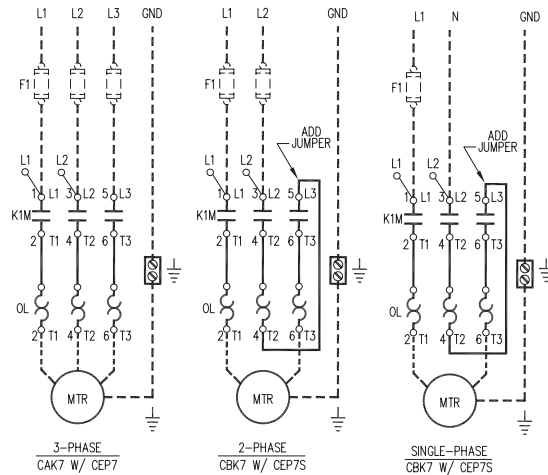 L1 L2 L3 GND
F1
L1 L2
1 L1 3 L2 5 L3
K1M
2 T1 4 T2 6 T3
OL
2 T1 4 T2 6 T3
MTR
3-PHASE
CAK7 W/ CEP7
L1 L2 GND
F1
ADD
JUMPER
L1 L2
1 L1 3 L2 5 L3
K1M
2 T1 4 T2 6 T3
OL
2 T1 4 T2 6 T3
MTR
2-PHASE
CBK7 W/ CEP7S
L1 N GND
F1
ADD
JUMPER
L1 L2
1 L1 3 L2 5 L3
K1M
2 T1 4 T2 6 T3
OL
2 T1 4 T2 6 T3
MTR
SINGLE-PHASE
CBK7 W/ CEP7S